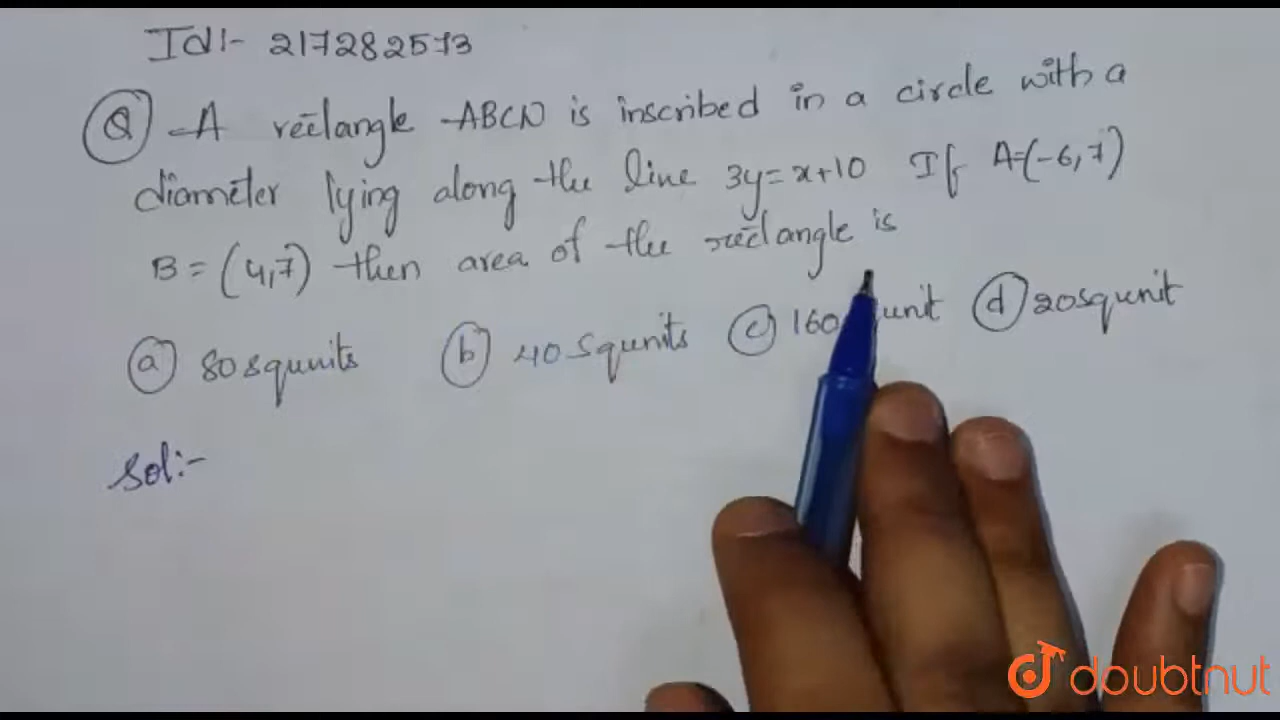 Id:- 217282573
Q -A rectangle -ABCD is inscribed in a circle with a
diameter lying along the line 3y=x+10 If A=(-6,7)
B = (4,7) then area of the rectangle is
a 80squnits b 40 Squnits c 160 unit d 20squnit
Sol:-
doubtnut